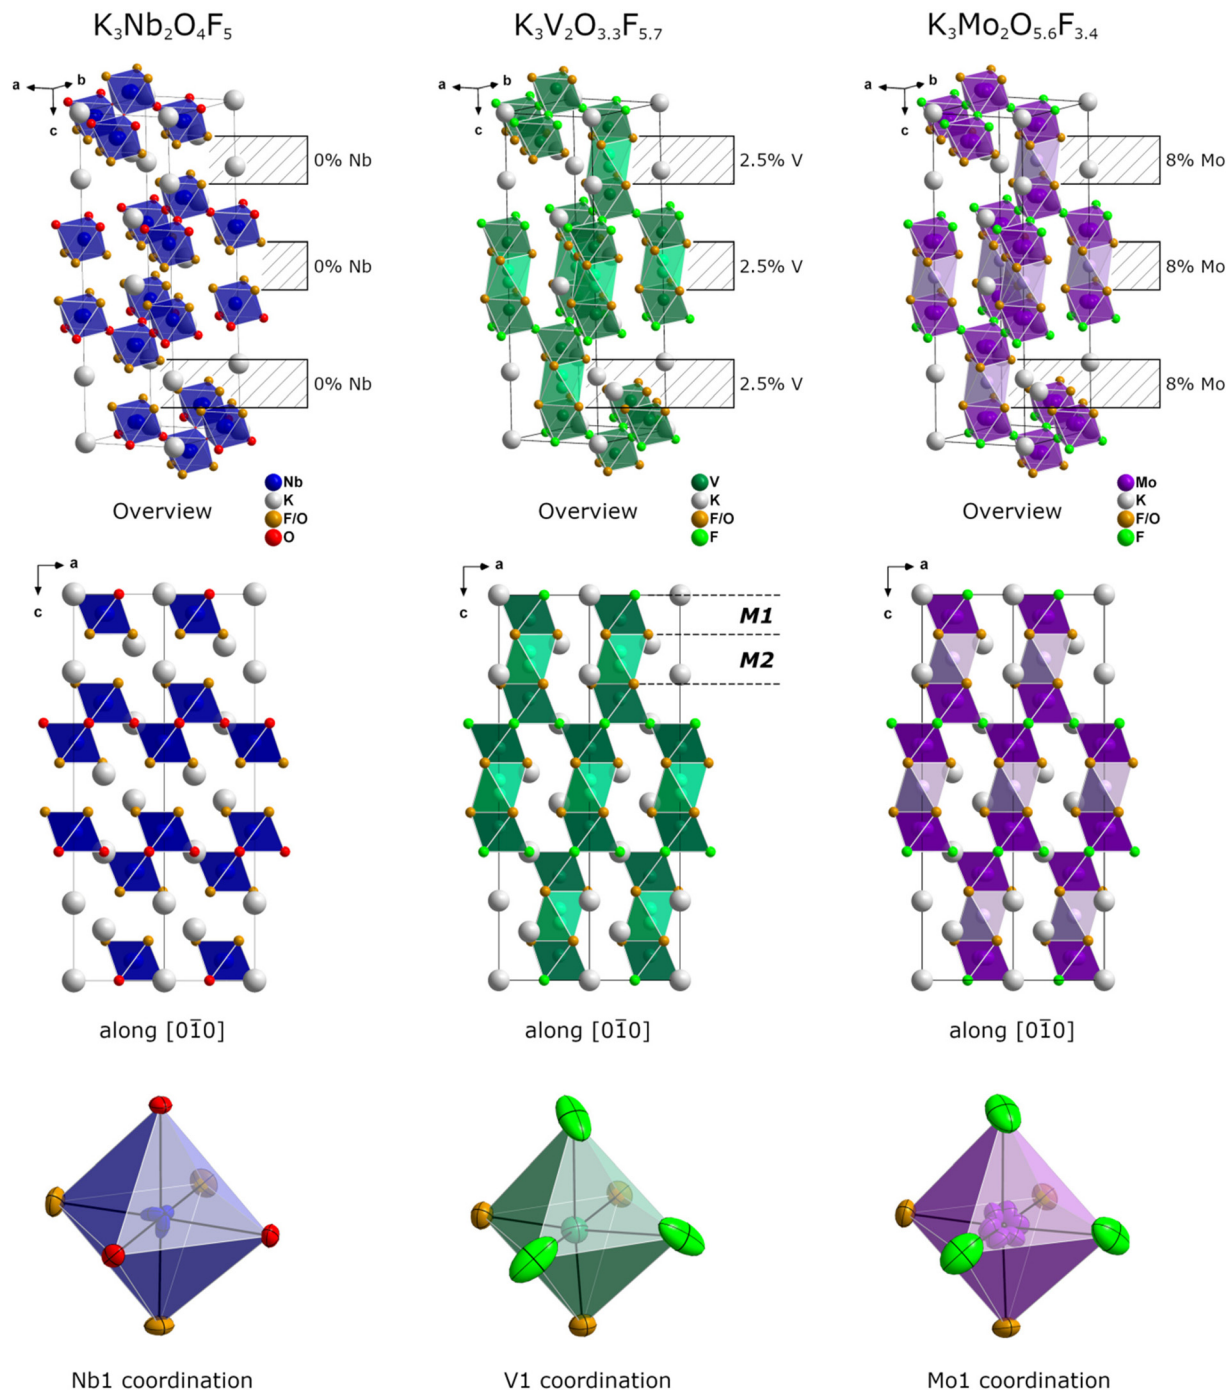 K₃Nb₂O₄F₅
K₃V₂O₃.₃F₅.₇
K₃Mo₂O₅.₆F₃.₄
a b c
a b c
a b c
0% Nb
2.5% V
8% Mo
0% Nb
2.5% V
8% Mo
0% Nb
2.5% V
8% Mo
Nb
K
F/O
O
V
K
F/O
F
Mo
K
F/O
F
Overview
Overview
Overview
a c
a c
a c
M1
M2
along [01̅0]
along [01̅0]
along [01̅0]
Nb1 coordination
V1 coordination
Mo1 coordination